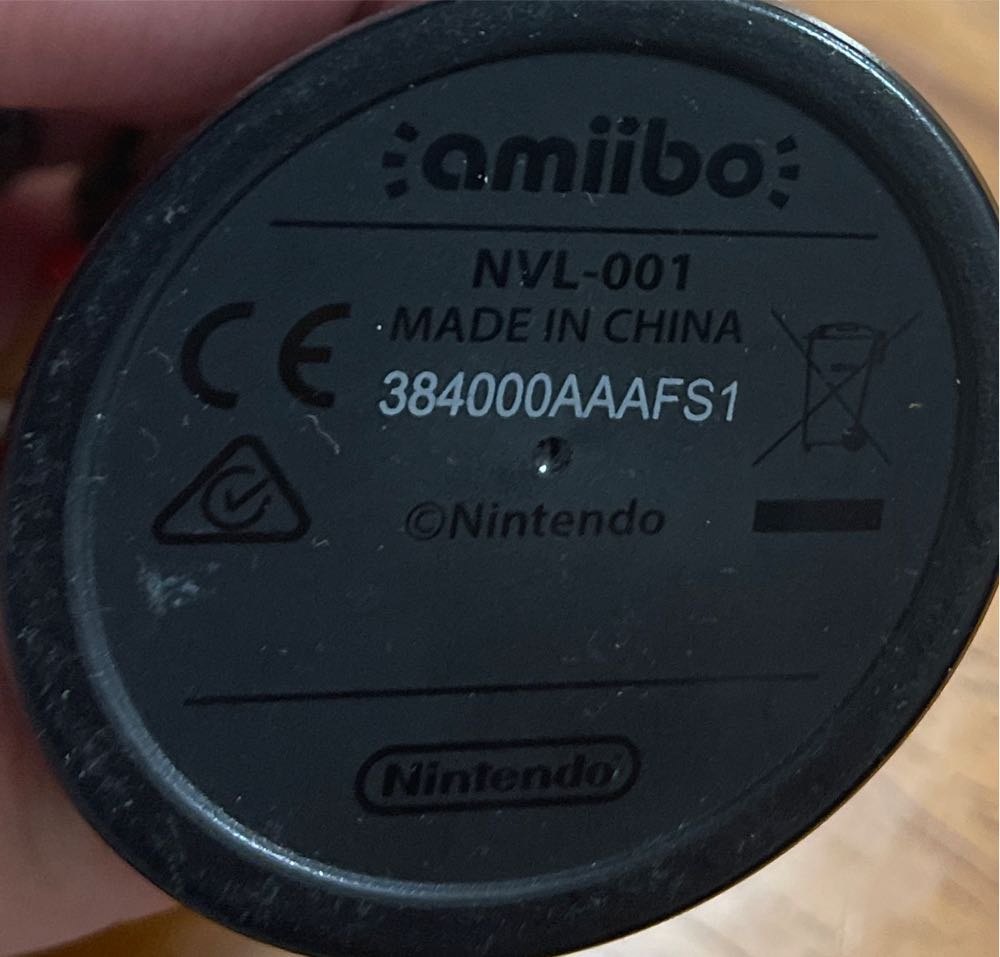 amiibo
NVL-001
MADE IN CHINA
CE
384000AAAFS1
©Nintendo
Nintendo